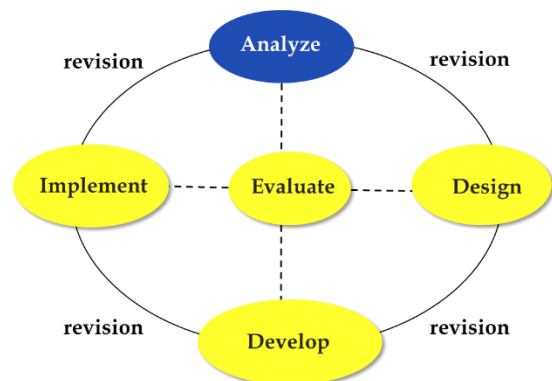 Analyze
revision
revision
Implement
Evaluate
Design
revision
revision
Develop